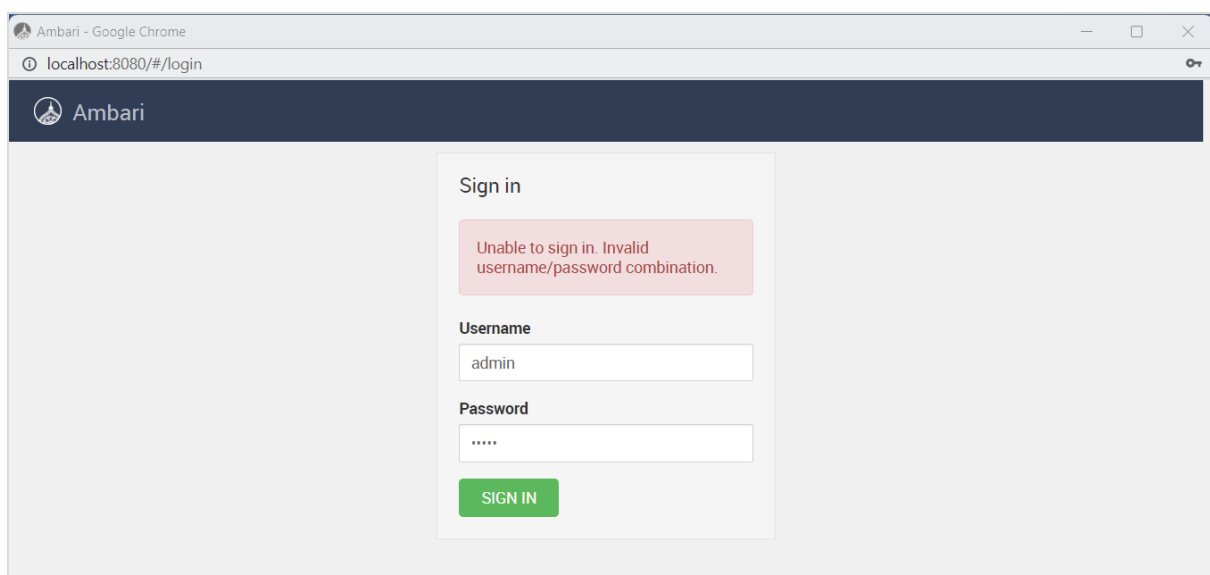 Ambari - Google Chrome
localhost:8080/#/login
Ambari
Sign in
Unable to sign in. Invalid
username/password combination.
Username
admin
Password
•••••
SIGN IN